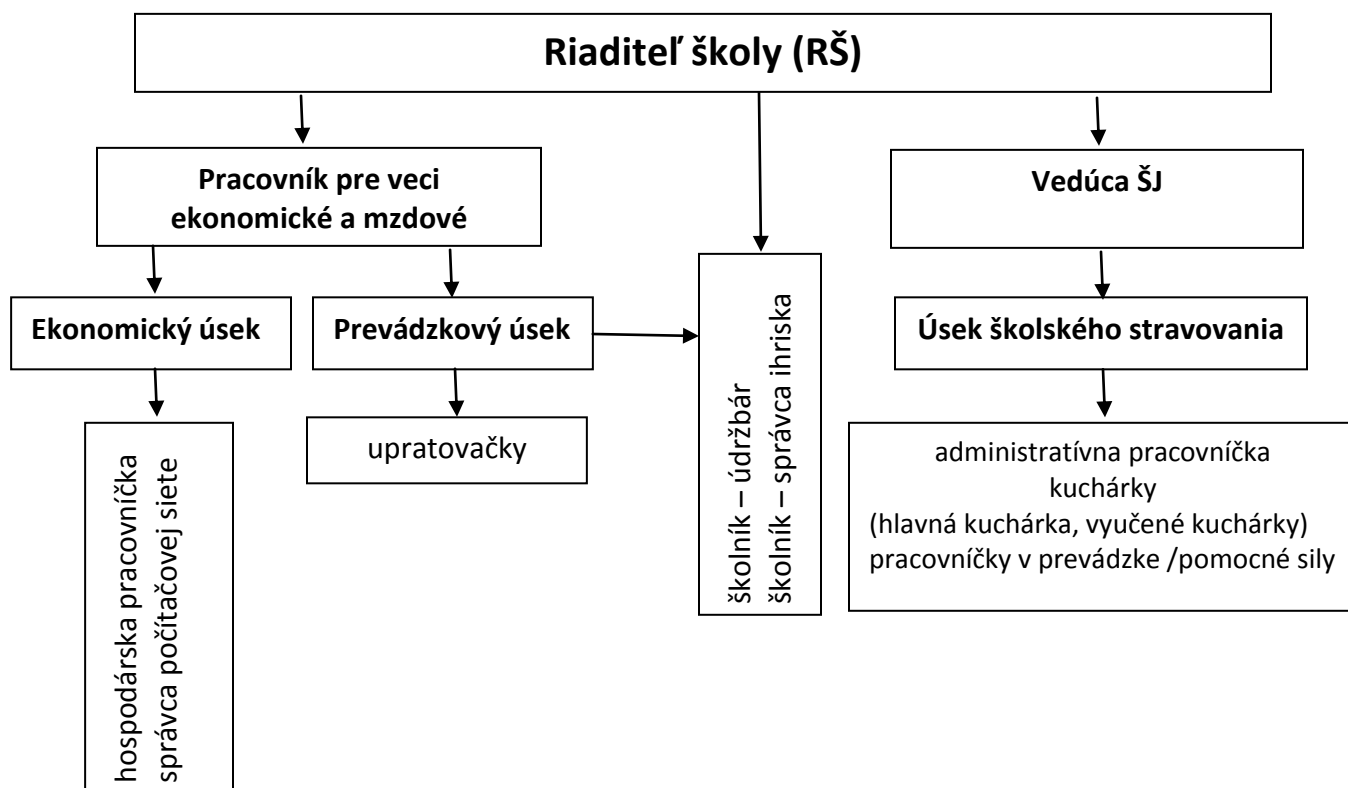 Riaditeľ školy (RŠ)
Pracovník pre veci
ekonomické a mzdové
Vedúca ŠJ
Ekonomický úsek
Prevádzkový úsek
školník – údržbár
školník – správca ihriska
Úsek školského stravovania
hospodárska pracovníčka
správca počítačovej siete
upratovačky
administratívna pracovníčka
kuchárky
(hlavná kuchárka, vyučené kuchárky)
pracovníčky v prevádzke /pomocné sily